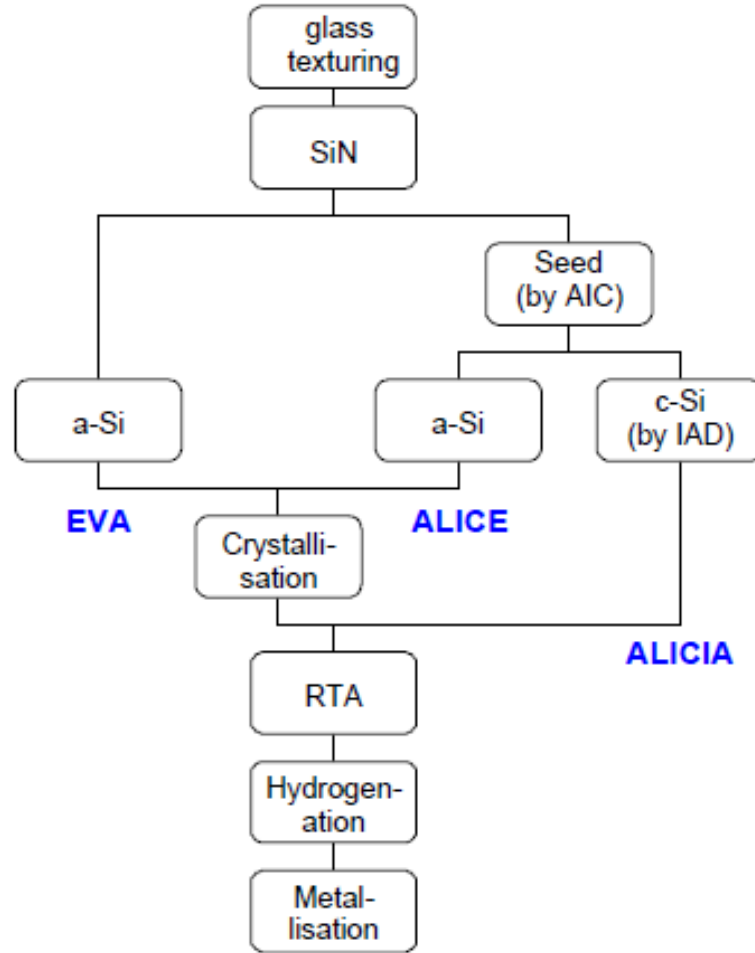 glass
texturing
SiN
Seed
(by AIC)
a-Si
a-Si
c-Si
(by IAD)
EVA
ALICE
Crystalli-
sation
ALICIA
RTA
Hydrogen-
ation
Metal-
lisation